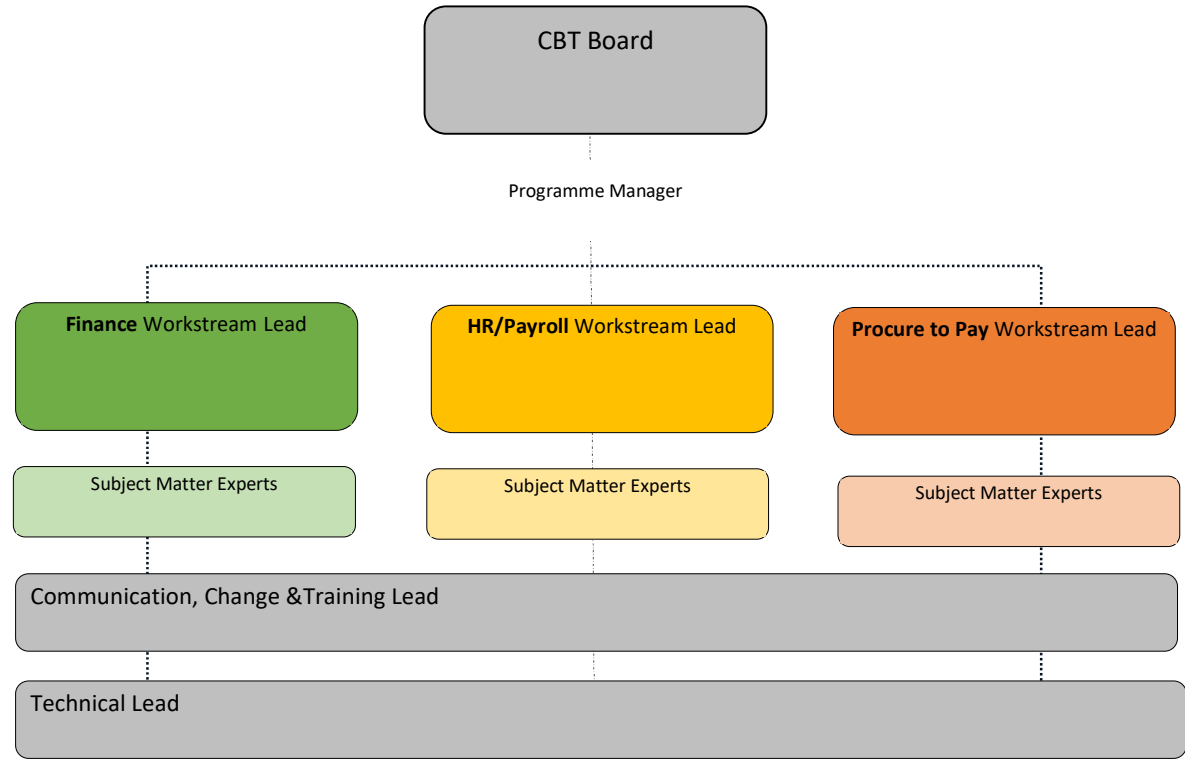 CBT Board
Programme Manager
Finance Workstream Lead
HR/Payroll Workstream Lead
Procure to Pay Workstream Lead
Subject Matter Experts
Subject Matter Experts
Subject Matter Experts
Communication, Change &Training Lead
Technical Lead